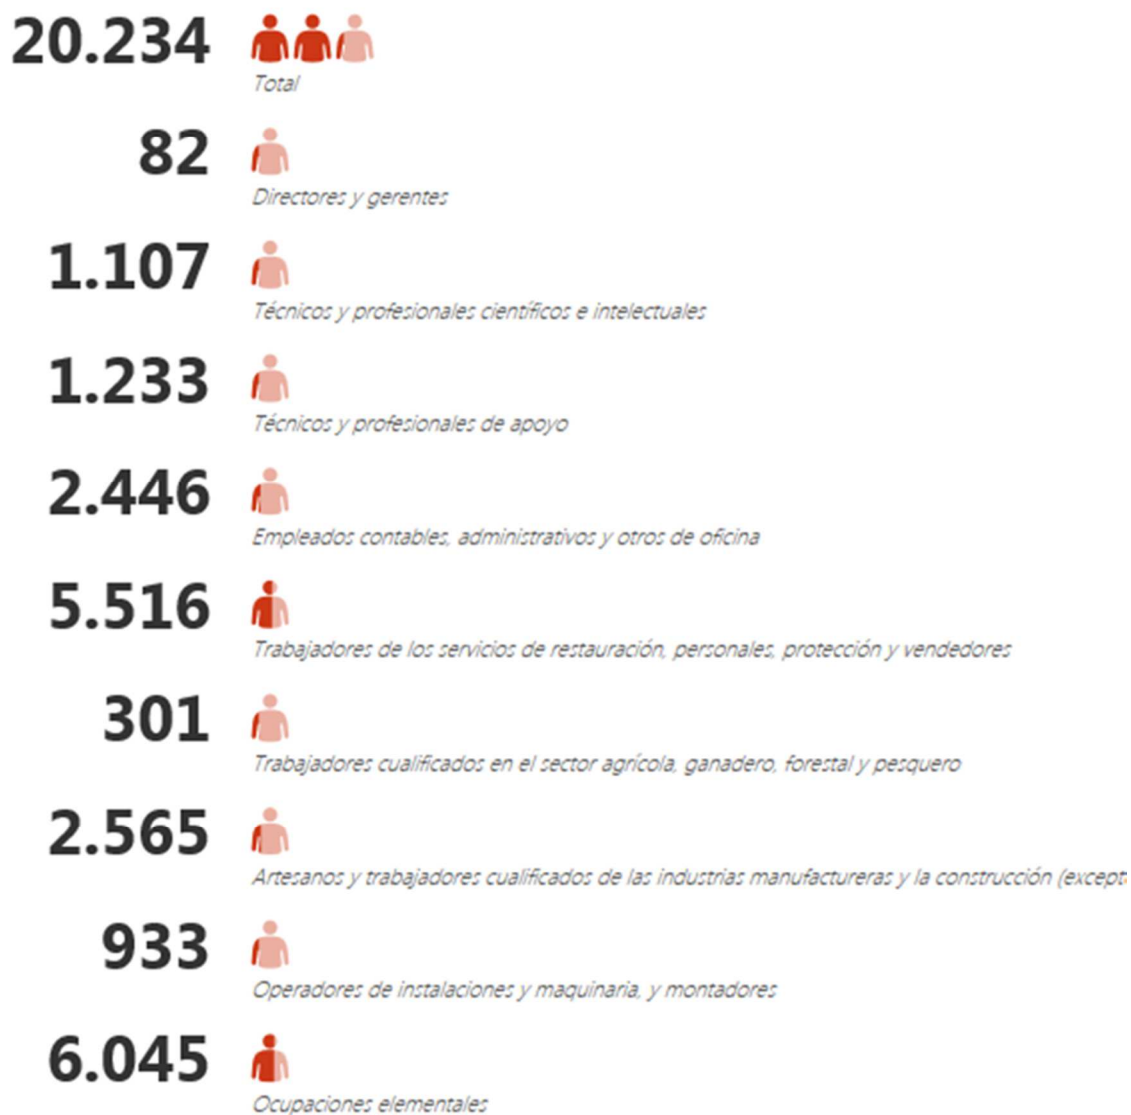 20.234
Total
82
Directores y gerentes
1.107
Técnicos y profesionales científicos e intelectuales
1.233
Técnicos y profesionales de apoyo
2.446
Empleados contables, administrativos y otros de oficina
5.516
Trabajadores de los servicios de restauración, personales, protección y vendedores
301
Trabajadores cualificados en el sector agrícola, ganadero, forestal y pesquero
2.565
Artesanos y trabajadores cualificados de las industrias manufactureras y la construcción
933
Operadores de instalaciones y maquinaria, y montadores
6.045
Ocupaciones elementales